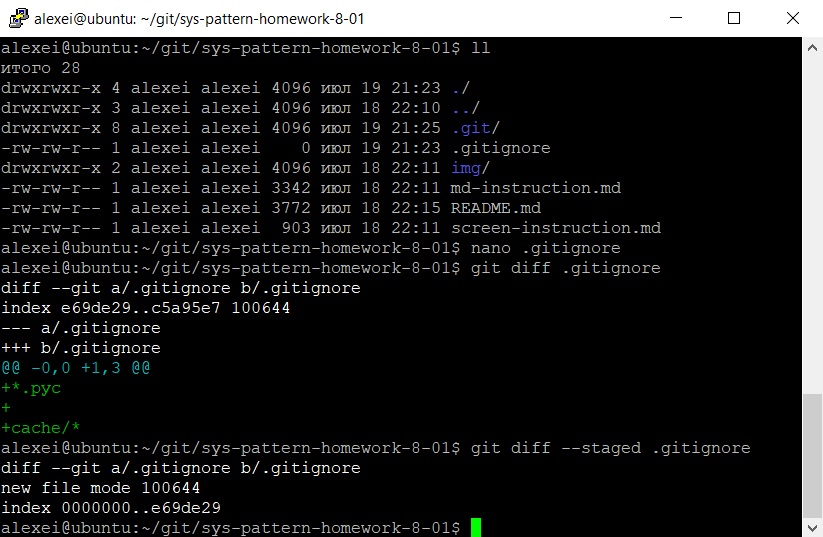 alexei@ubuntu: ~/git/sys-pattern-homework-8-01
alexei@ubuntu:~/git/sys-pattern-homework-8-01$ ll
итого 28
drwxrwxr-x 4 alexei alexei 4096 июл 19 21:23 ./
drwxrwxr-x 3 alexei alexei 4096 июл 18 22:10 ../
drwxrwxr-x 8 alexei alexei 4096 июл 19 21:25 .git/
-rw-rw-r-- 1 alexei alexei    0 июл 19 21:23 .gitignore
drwxrwxr-x 2 alexei alexei 4096 июл 18 22:11 img/
-rw-rw-r-- 1 alexei alexei 3342 июл 18 22:11 md-instruction.md
-rw-rw-r-- 1 alexei alexei 3772 июл 18 22:15 README.md
-rw-rw-r-- 1 alexei alexei  903 июл 18 22:11 screen-instruction.md
alexei@ubuntu:~/git/sys-pattern-homework-8-01$ nano .gitignore
alexei@ubuntu:~/git/sys-pattern-homework-8-01$ git diff .gitignore
diff --git a/.gitignore b/.gitignore
index e69de29..c5a95e7 100644
--- a/.gitignore
+++ b/.gitignore
@@ -0,0 +1,3 @@
+*.pyc
+
+cache/*
alexei@ubuntu:~/git/sys-pattern-homework-8-01$ git diff --staged .gitignore
diff --git a/.gitignore b/.gitignore
new file mode 100644
index 0000000..e69de29
alexei@ubuntu:~/git/sys-pattern-homework-8-01$